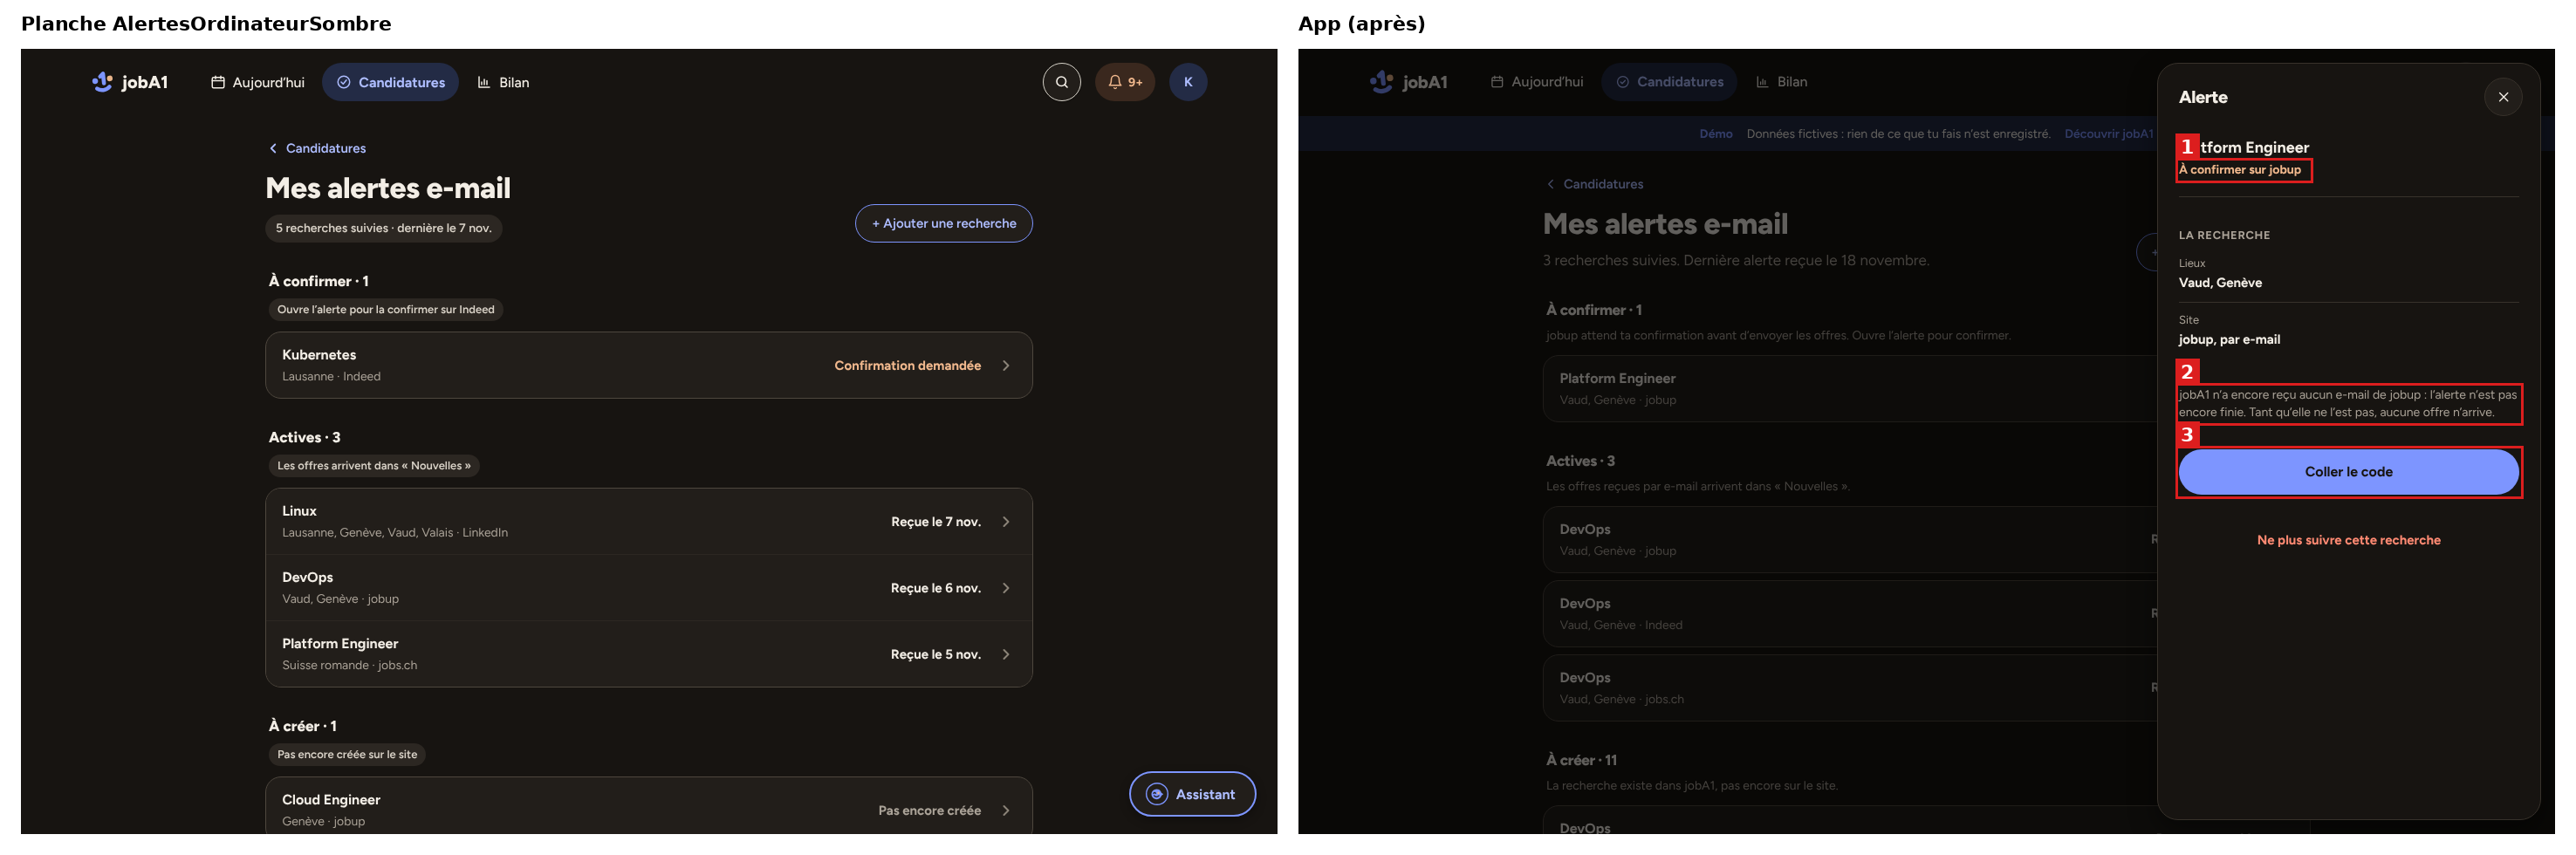 Planche AlertesOrdinateurSombre
jobA1
Aujourd'hui
Candidatures
Bilan
9+
K
Candidatures
Mes alertes e-mail
5 recherches suivies · dernière le 7 nov.
+ Ajouter une recherche
À confirmer · 1
Ouvre l'alerte pour la confirmer sur Indeed
Kubernetes
Lausanne · Indeed
Confirmation demandée
Actives · 3
Les offres arrivent dans « Nouvelles »
Linux
Lausanne, Genève, Vaud, Valais · LinkedIn
Reçue le 7 nov.
DevOps
Vaud, Genève · jobup
Reçue le 6 nov.
Platform Engineer
Suisse romande · jobs.ch
Reçue le 5 nov.
À créer · 1
Pas encore créée sur le site
Cloud Engineer
Genève · jobup
Pas encore créée
Assistant
App (après)
jobA1
Aujourd'hui
Candidatures
Bilan
Démo Données fictives : rien de ce que tu fais n'est enregistré. Découvrir jobA1
Candidatures
Mes alertes e-mail
3 recherches suivies. Dernière alerte reçue le 18 novembre.
+
À confirmer · 1
jobup attend ta confirmation avant d'envoyer les offres. Ouvre l'alerte pour confirmer.
Platform Engineer
Vaud, Genève · jobup
Actives · 3
Les offres reçues par e-mail arrivent dans « Nouvelles ».
DevOps
Vaud, Genève · jobup
R
DevOps
Vaud, Genève · Indeed
R
DevOps
Vaud, Genève · jobs.ch
R
À créer · 11
La recherche existe dans jobA1, pas encore sur le site.
DevOps
Alerte
1
tform Engineer
À confirmer sur jobup
LA RECHERCHE
Lieux
Vaud, Genève
Site
jobup, par e-mail
2
jobA1 n'a encore reçu aucun e-mail de jobup : l'alerte n'est pas
encore finie. Tant qu'elle ne l'est pas, aucune offre n'arrive.
3
Coller le code
Ne plus suivre cette recherche